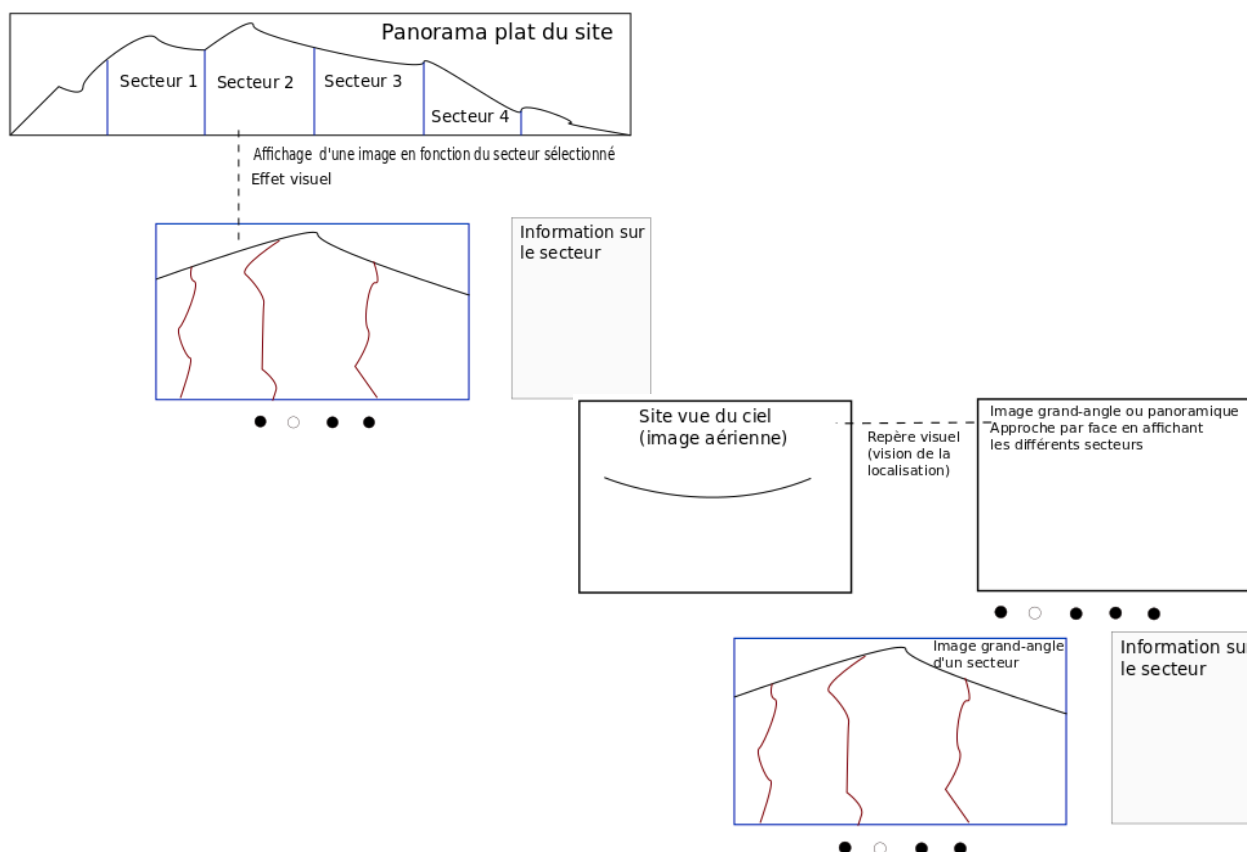 Panorama plat du site
Secteur 1
Secteur 2
Secteur 3
Secteur 4
Affichage d'une image en fonction du secteur sélectionné
Effet visuel
Information sur
le secteur
Site vue du ciel
(image aérienne)
Repère visuel
(vision de la
localisation)
Image grand-angle ou panoramique
Approche par face en affichant
les différents secteurs
Image grand-angle
d'un secteur
Information sur
le secteur